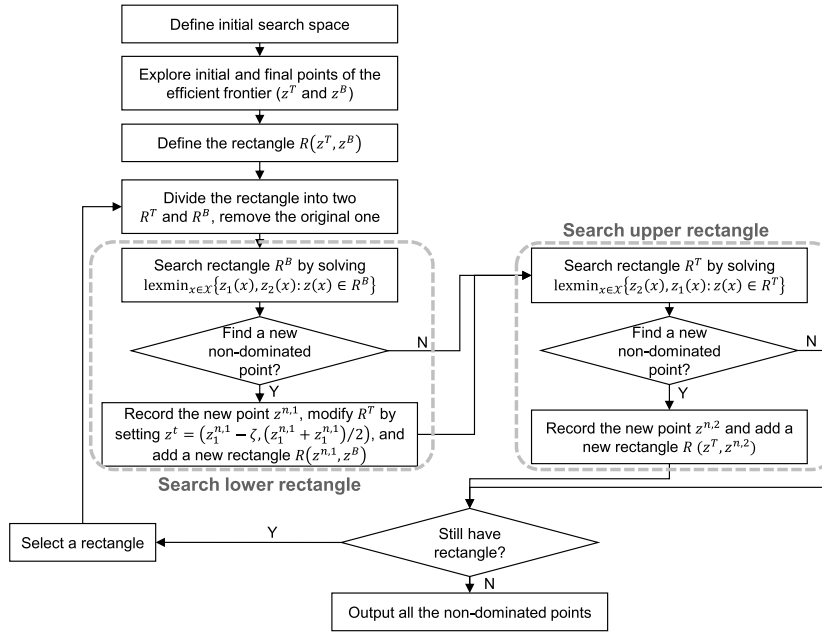 Define initial search space
Explore initial and final points of the
efficient frontier (z^T and z^B)
Define the rectangle R(z^T, z^B)
Divide the rectangle into two
R^T and R^B, remove the original one
Search rectangle R^B by solving
lexmin_{x∈𝒳}{z_1(x), z_2(x): z(x) ∈ R^B}
Find a new
non-dominated
point?
N
Y
Record the new point z^{n,1}, modify R^T by
setting z^t = (z_1^{n,1} − ζ, (z_1^{n,1} + z_1^{n,1})/2), and
add a new rectangle R(z^{n,1}, z^B)
Search lower rectangle
Search upper rectangle
Search rectangle R^T by solving
lexmin_{x∈𝒳}{z_2(x), z_1(x): z(x) ∈ R^T}
Find a new
non-dominated
point?
N
Y
Record the new point z^{n,2} and add a
new rectangle R (z^T, z^{n,2})
Still have
rectangle?
Y
Select a rectangle
N
Output all the non-dominated points